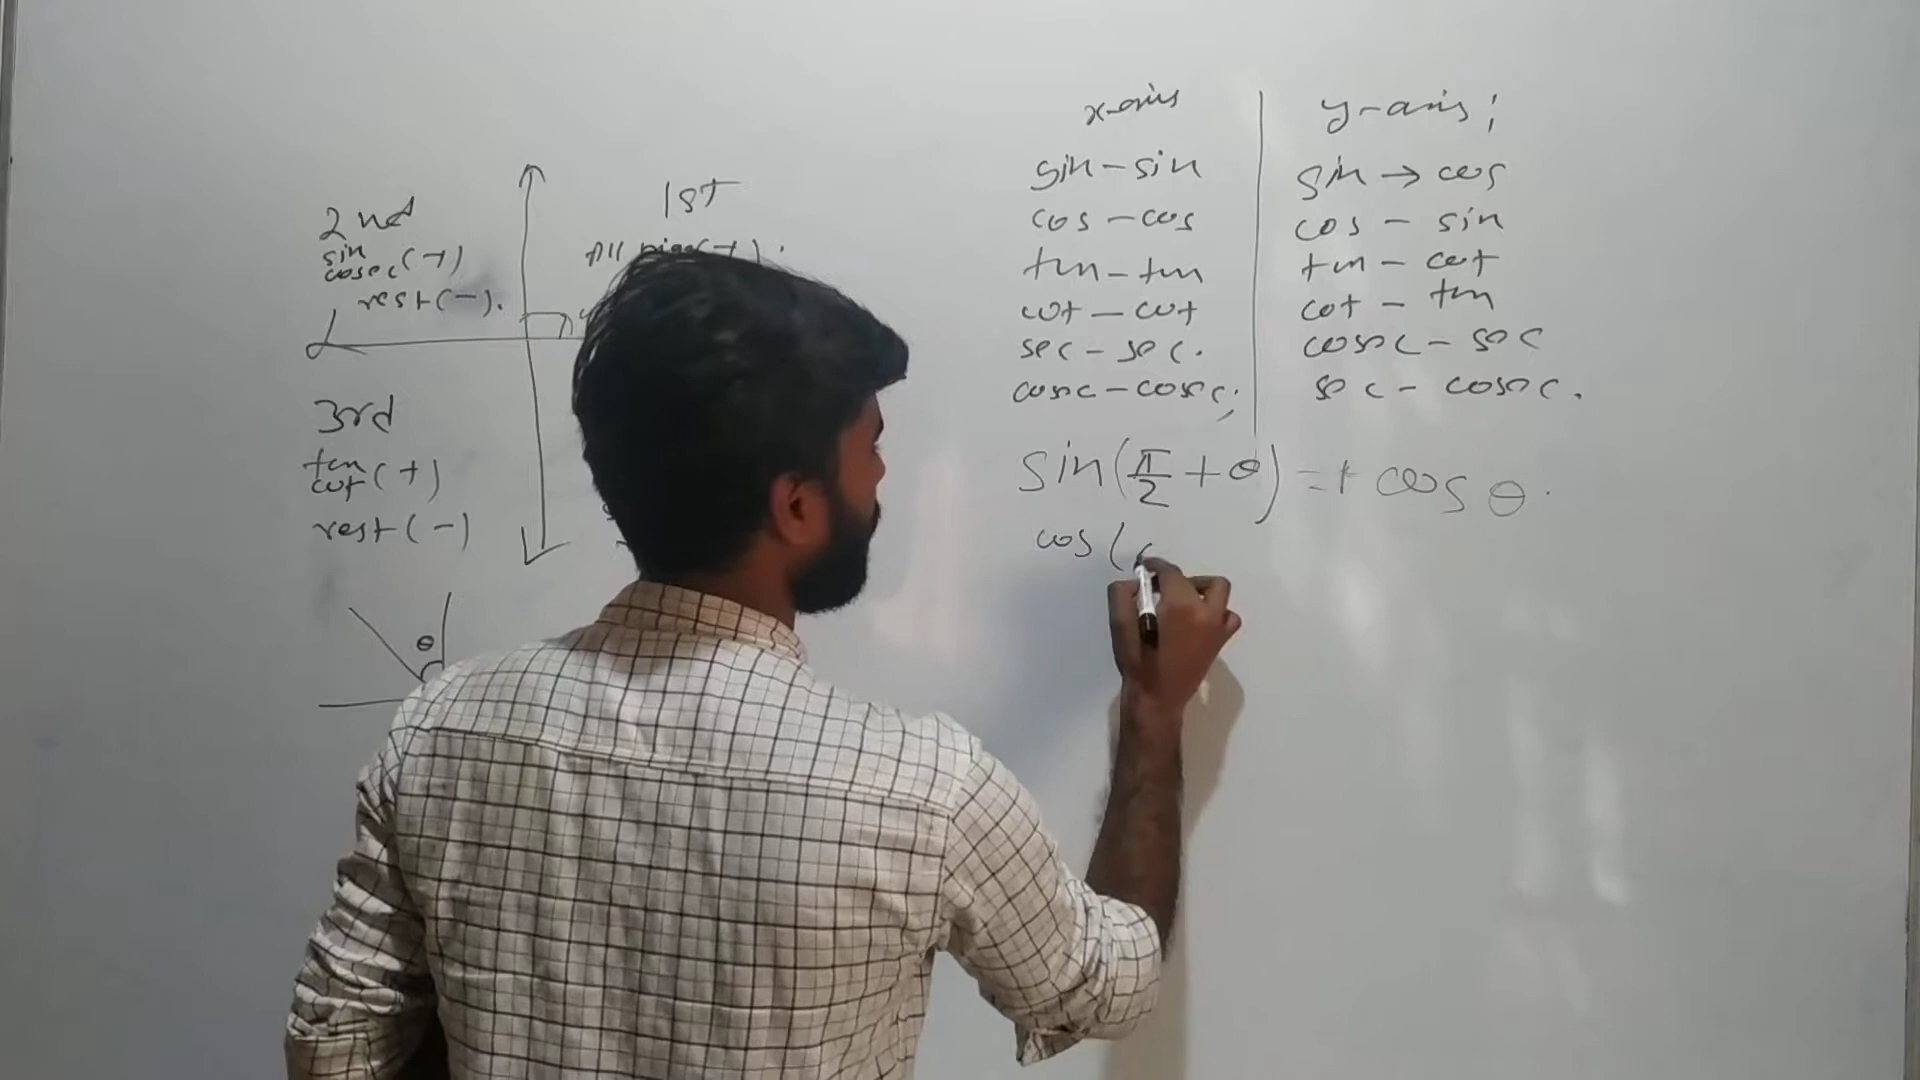 2nd
sin
cosec (+)
rest (-).
1st
All
3rd
tan
cot (+)
rest (-)
θ
x-axis
sin - sin
cos - cos
tan - tan
cot - cot
sec - sec.
cosec - cosec;
y-axis;
sin → cos
cos - sin
tan - cot
cot - tan
cosec - sec
sec - cosec.
sin(π/2 + θ) = + cos θ.
cos (